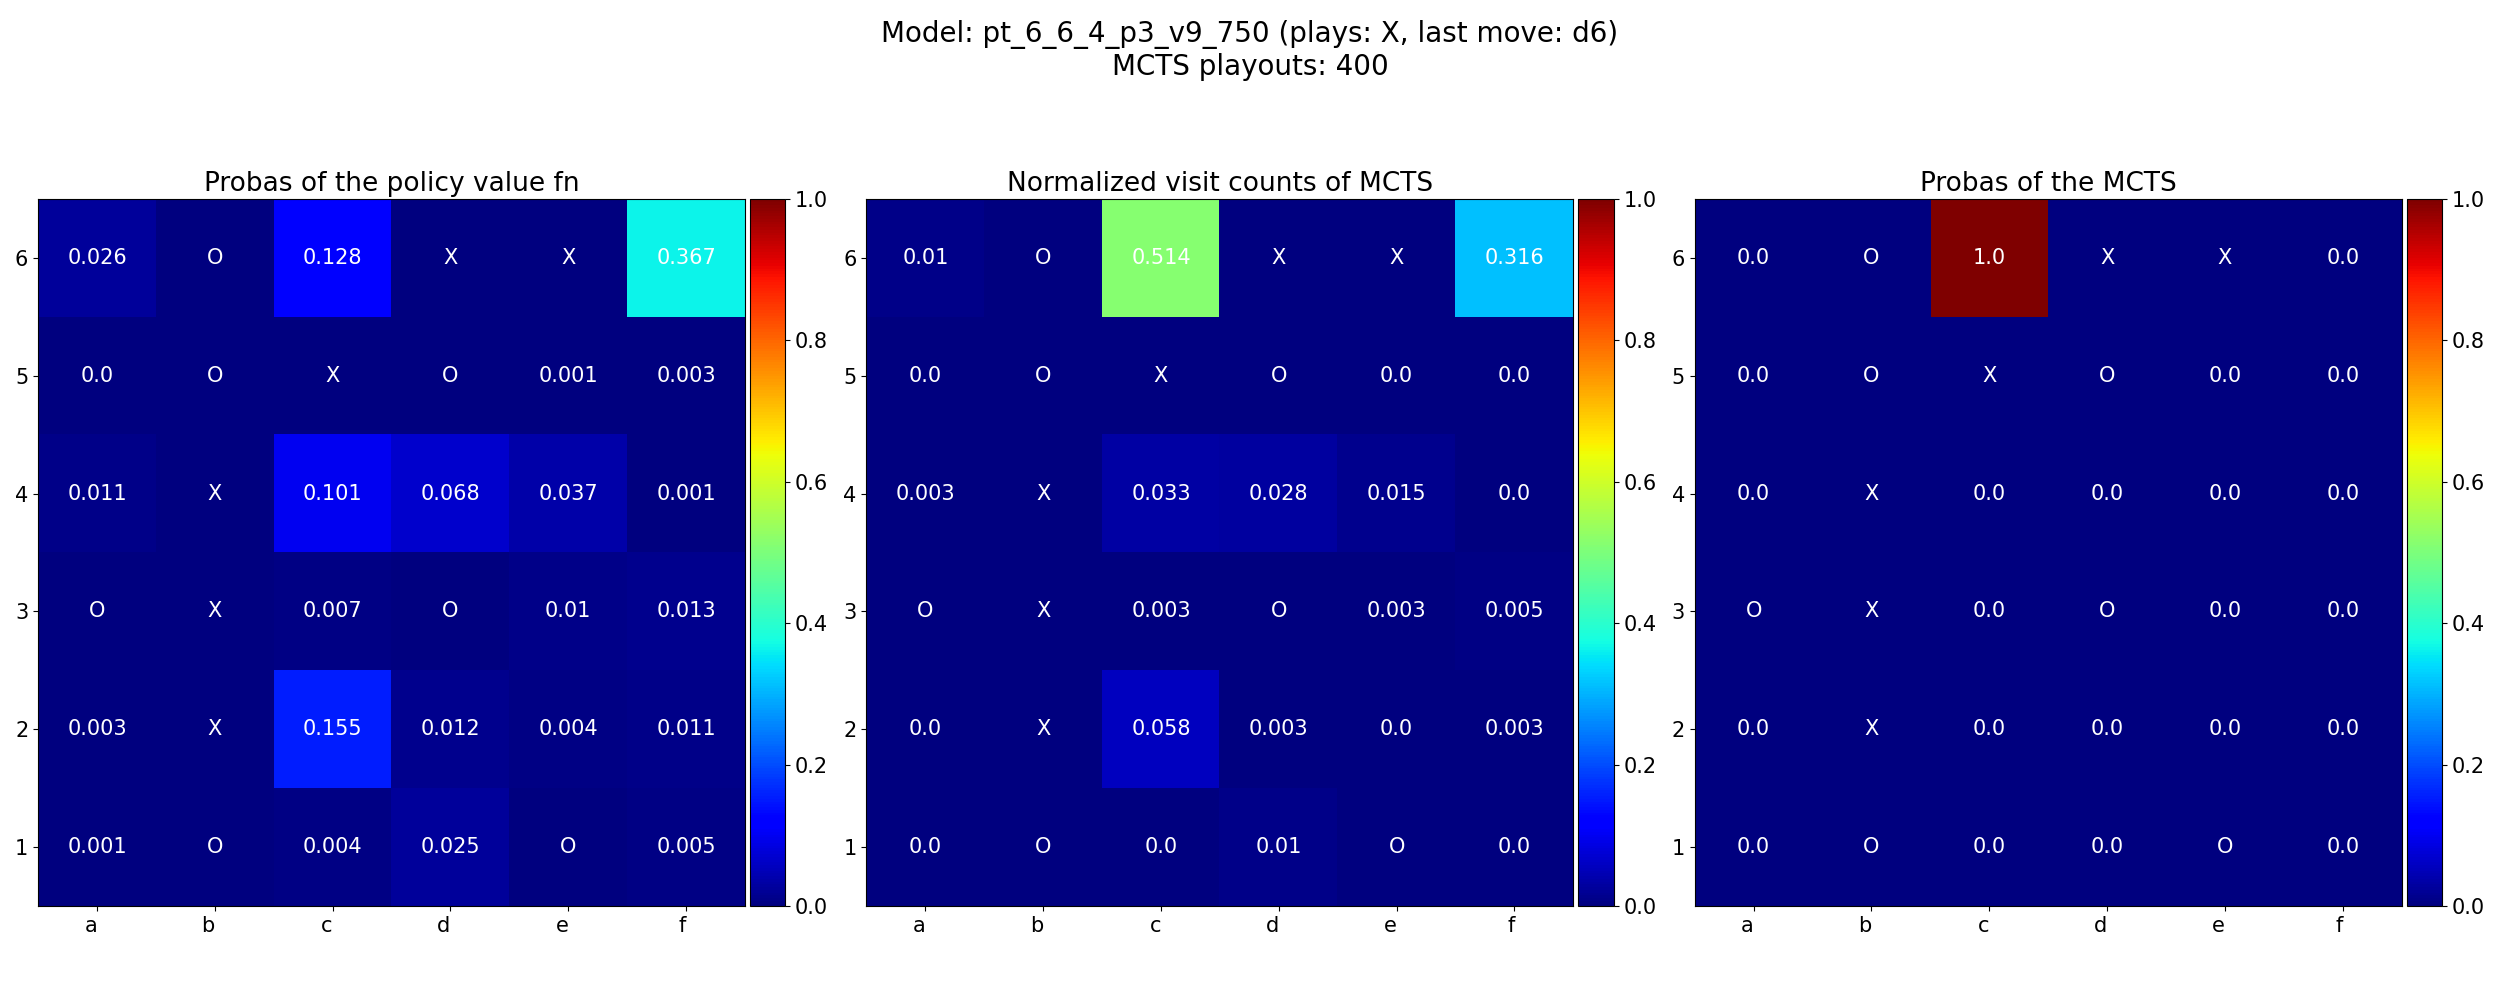 Model: pt_6_6_4_p3_v9_750 (plays: X, last move: d6)
MCTS playouts: 400
Probas of the policy value fn
6 0.026 O 0.128 X X 0.367
5 0.0 O X O 0.001 0.003
4 0.011 X 0.101 0.068 0.037 0.001
3 O X 0.007 O 0.01 0.013
2 0.003 X 0.155 0.012 0.004 0.011
1 0.001 O 0.004 0.025 O 0.005
a b c d e f
1.0
0.8
0.6
0.4
0.2
0.0
Normalized visit counts of MCTS
6 0.01 O 0.514 X X 0.316
5 0.0 O X O 0.0 0.0
4 0.003 X 0.033 0.028 0.015 0.0
3 O X 0.003 O 0.003 0.005
2 0.0 X 0.058 0.003 0.0 0.003
1 0.0 O 0.0 0.01 O 0.0
a b c d e f
1.0
0.8
0.6
0.4
0.2
0.0
Probas of the MCTS
6 0.0 O 1.0 X X 0.0
5 0.0 O X O 0.0 0.0
4 0.0 X 0.0 0.0 0.0 0.0
3 O X 0.0 O 0.0 0.0
2 0.0 X 0.0 0.0 0.0 0.0
1 0.0 O 0.0 0.0 O 0.0
a b c d e f
1.0
0.8
0.6
0.4
0.2
0.0